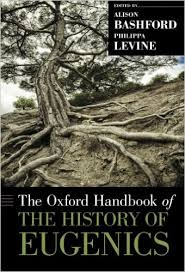 EDITED BY
ALISON
BASHFORD
PHILIPPA
LEVINE
The Oxford Handbook of
THE HISTORY OF
EUGENICS